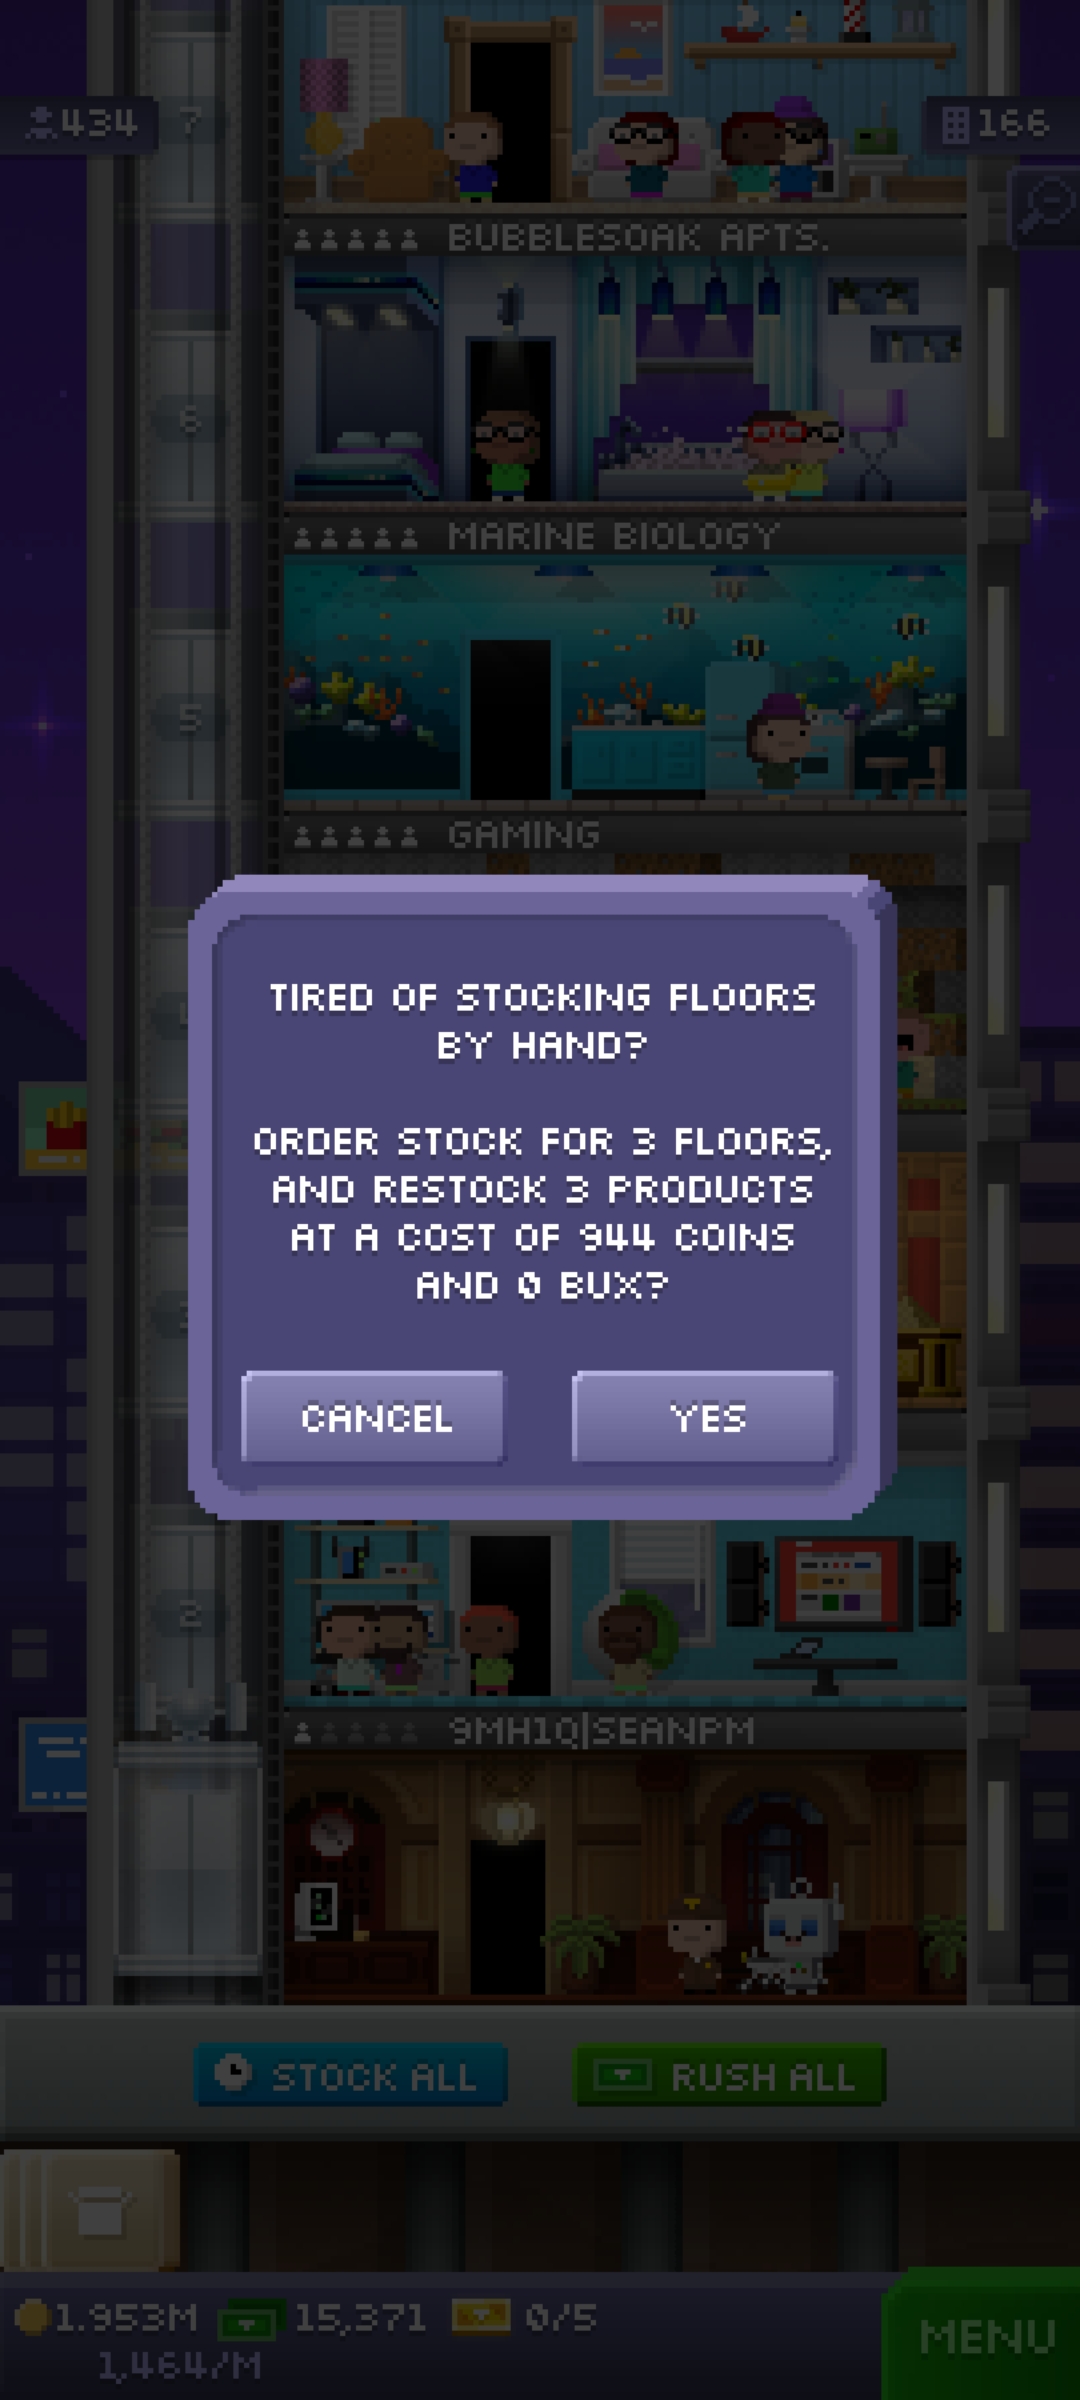 434
7
166
BUBBLESOAK APTS.
6
MARINE BIOLOGY
5
GAMING
TIRED OF STOCKING FLOORS
BY HAND?
ORDER STOCK FOR 3 FLOORS,
AND RESTOCK 3 PRODUCTS
AT A COST OF 944 COINS
AND 0 BUX?
CANCEL
YES
2
9MH1Q|SEANPM
STOCK ALL
RUSH ALL
1.953M
15,371
0/5
MENU
1,464/M